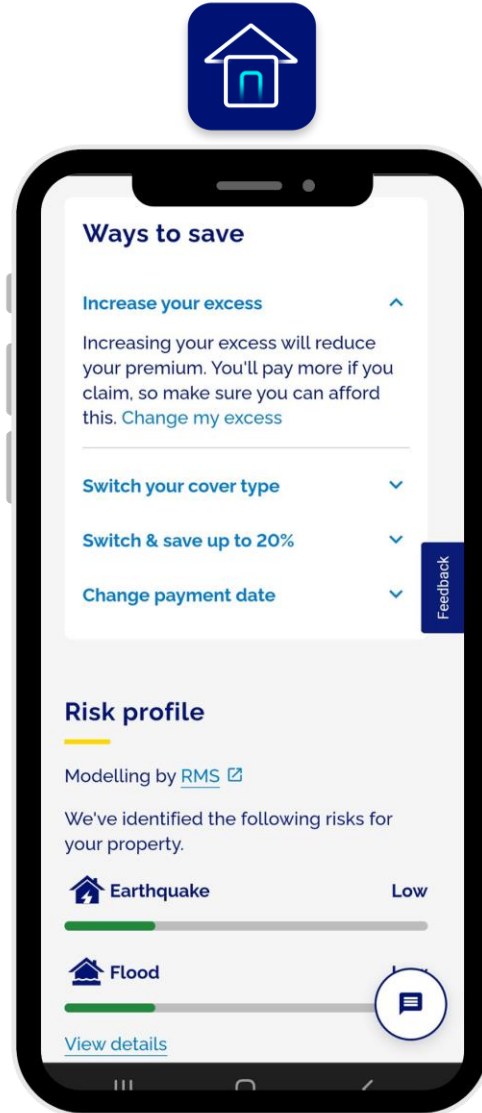 Ways to save
Increase your excess
Increasing your excess will reduce
your premium. You'll pay more if you
claim, so make sure you can afford
this. Change my excess
Switch your cover type
Switch & save up to 20%
Change payment date
Feedback
Risk profile
Modelling by RMS
We've identified the following risks for
your property.
Earthquake Low
Flood
View details